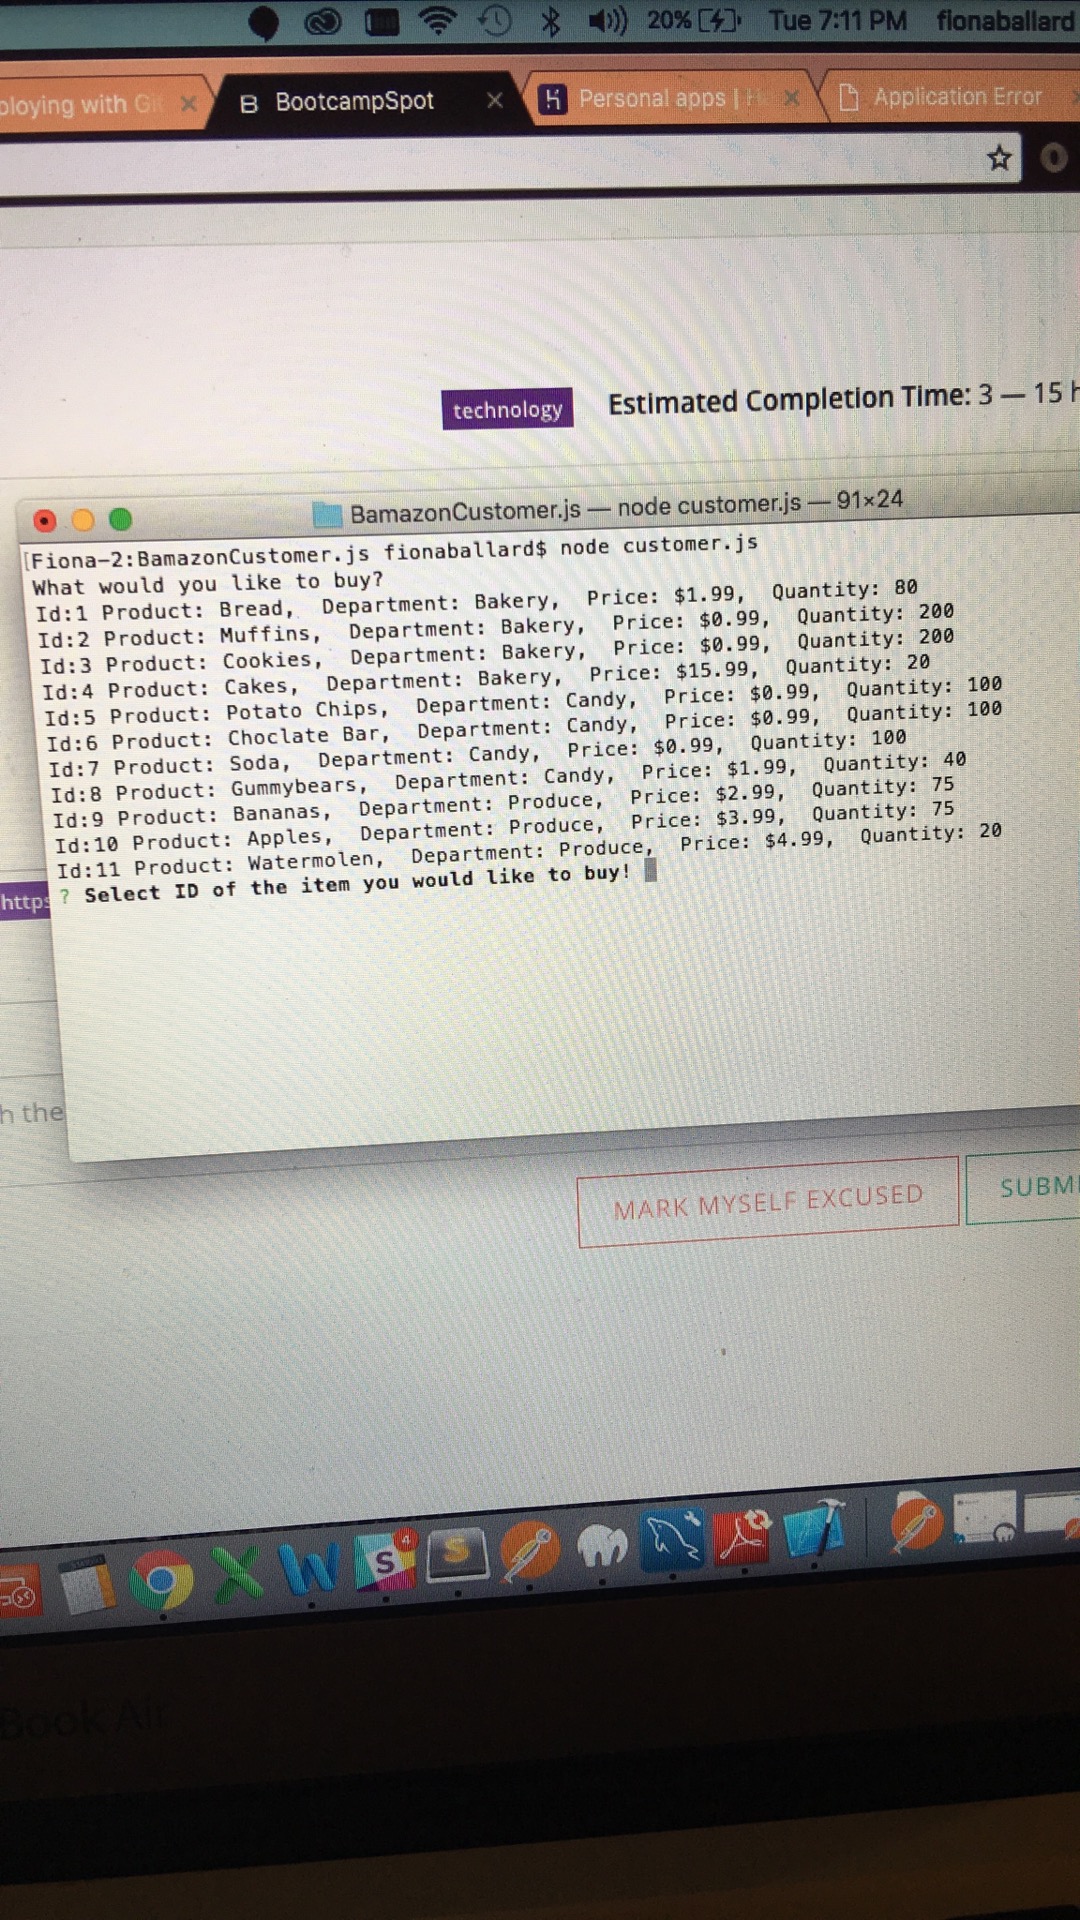 20% Tue 7:11 PM fionaballard
ploying with Git BootcampSpot Personal apps | H Application Error
technology Estimated Completion Time: 3 — 15 h
BamazonCustomer.js — node customer.js — 91×24
[Fiona-2:BamazonCustomer.js fionaballard$ node customer.js
What would you like to buy?
Id:1 Product: Bread, Department: Bakery, Price: $1.99, Quantity: 80
Id:2 Product: Muffins, Department: Bakery, Price: $0.99, Quantity: 200
Id:3 Product: Cookies, Department: Bakery, Price: $0.99, Quantity: 200
Id:4 Product: Cakes, Department: Bakery, Price: $15.99, Quantity: 20
Id:5 Product: Potato Chips, Department: Candy, Price: $0.99, Quantity: 100
Id:6 Product: Choclate Bar, Department: Candy, Price: $0.99, Quantity: 100
Id:7 Product: Soda, Department: Candy, Price: $0.99, Quantity: 100
Id:8 Product: Gummybears, Department: Candy, Price: $1.99, Quantity: 40
Id:9 Product: Bananas, Department: Produce, Price: $2.99, Quantity: 75
Id:10 Product: Apples, Department: Produce, Price: $3.99, Quantity: 75
Id:11 Product: Watermolen, Department: Produce, Price: $4.99, Quantity: 20
? Select ID of the item you would like to buy!
https
h the
MARK MYSELF EXCUSED SUBMI
4
S S
Book Air